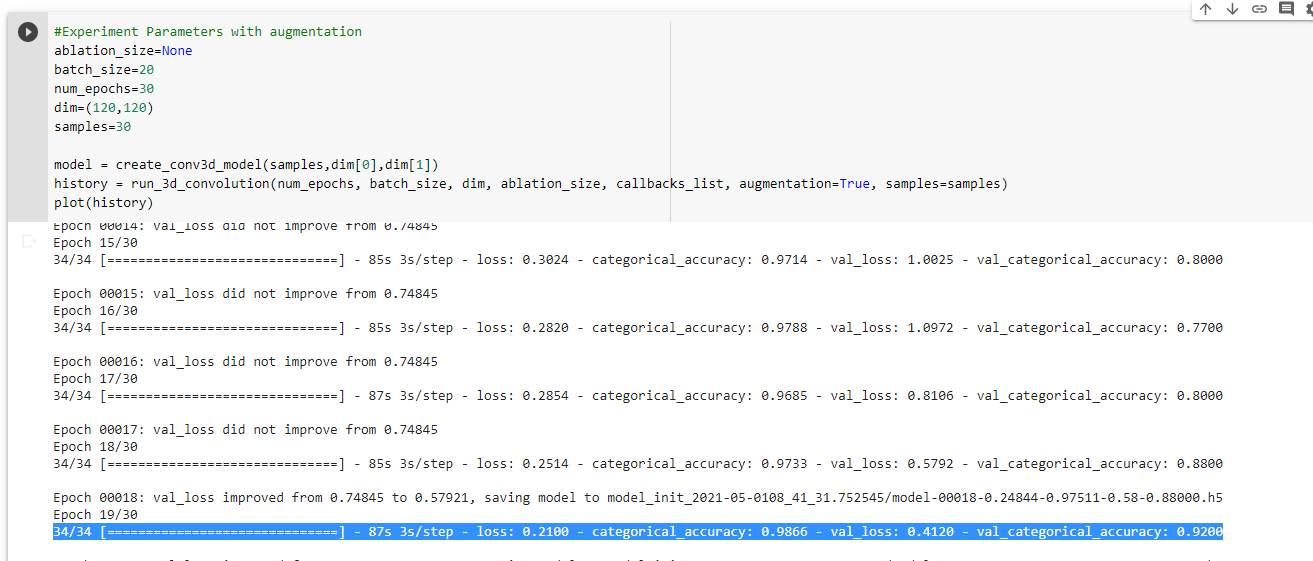 #Experiment Parameters with augmentation
ablation_size=None
batch_size=20
num_epochs=30
dim=(120,120)
samples=30
model = create_conv3d_model(samples,dim[0],dim[1])
history = run_3d_convolution(num_epochs, batch_size, dim, ablation_size, callbacks_list, augmentation=True, samples=samples)
plot(history)
Epoch 00014: val_loss did not improve from 0.74845
Epoch 15/30
34/34 [==============================] - 85s 3s/step - loss: 0.3024 - categorical_accuracy: 0.9714 - val_loss: 1.0025 - val_categorical_accuracy: 0.8000
Epoch 00015: val_loss did not improve from 0.74845
Epoch 16/30
34/34 [==============================] - 85s 3s/step - loss: 0.2820 - categorical_accuracy: 0.9788 - val_loss: 1.0972 - val_categorical_accuracy: 0.7700
Epoch 00016: val_loss did not improve from 0.74845
Epoch 17/30
34/34 [==============================] - 87s 3s/step - loss: 0.2854 - categorical_accuracy: 0.9685 - val_loss: 0.8106 - val_categorical_accuracy: 0.8000
Epoch 00017: val_loss did not improve from 0.74845
Epoch 18/30
34/34 [==============================] - 85s 3s/step - loss: 0.2514 - categorical_accuracy: 0.9733 - val_loss: 0.5792 - val_categorical_accuracy: 0.8800
Epoch 00018: val_loss improved from 0.74845 to 0.57921, saving model to model_init_2021-05-0108_41_31.752545/model-00018-0.24844-0.97511-0.58-0.88000.h5
Epoch 19/30
34/34 [==============================] - 87s 3s/step - loss: 0.2100 - categorical_accuracy: 0.9866 - val_loss: 0.4120 - val_categorical_accuracy: 0.9200